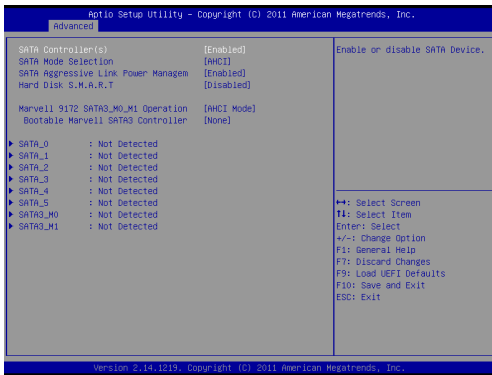 Aptio Setup Utility – Copyright (C) 2011 American Megatrends, Inc.
Advanced
SATA Controller(s) [Enabled]
SATA Mode Selection [AHCI]
SATA Aggressive Link Power Managem [Enabled]
Hard Disk S.M.A.R.T [Disabled]
Marvell 9172 SATA3_M0_M1 Operation [AHCI Mode]
Bootable Marvell SATA3 Controller [None]
SATA_0 : Not Detected
SATA_1 : Not Detected
SATA_2 : Not Detected
SATA_3 : Not Detected
SATA_4 : Not Detected
SATA_5 : Not Detected
SATA3_M0 : Not Detected
SATA3_M1 : Not Detected
Enable or disable SATA Device.
↔: Select Screen
↑↓: Select Item
Enter: Select
+/-: Change Option
F1: General Help
F7: Discard Changes
F9: Load UEFI Defaults
F10: Save and Exit
ESC: Exit
Version 2.14.1219. Copyright (C) 2011 American Megatrends, Inc.